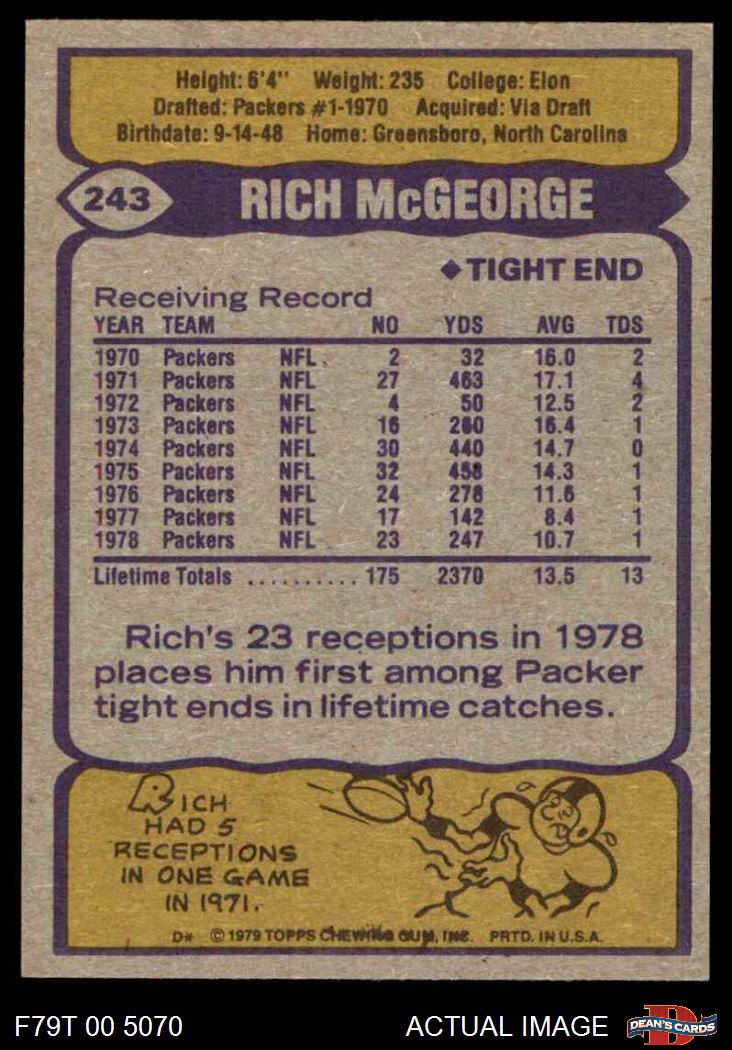 Height: 6'4" Weight: 235 College: Elon
Drafted: Packers #1-1970 Acquired: Via Draft
Birthdate: 9-14-48 Home: Greensboro, North Carolina
243 RICH McGEORGE
◆TIGHT END
Receiving Record
YEAR TEAM NO YDS AVG TDS
1970 Packers NFL. 2 32 16.0 2
1971 Packers NFL 27 463 17.1 4
1972 Packers NFL 4 50 12.5 2
1973 Packers NFL 16 260 16.4 1
1974 Packers NFL 30 440 14.7 0
1975 Packers NFL 32 458 14.3 1
1976 Packers NFL 24 278 11.6 1
1977 Packers NFL 17 142 8.4 1
1978 Packers NFL 23 247 10.7 1
Lifetime Totals .......... 175 2370 13.5 13
Rich's 23 receptions in 1978
places him first among Packer
tight ends in lifetime catches.
RICH
HAD 5
RECEPTIONS
IN ONE GAME
IN 1971.
D* © 1979 TOPPS CHEWING GUM, INC. PRTD. IN U.S.A.
F79T 00 5070 ACTUAL IMAGE DEAN'S CARDS